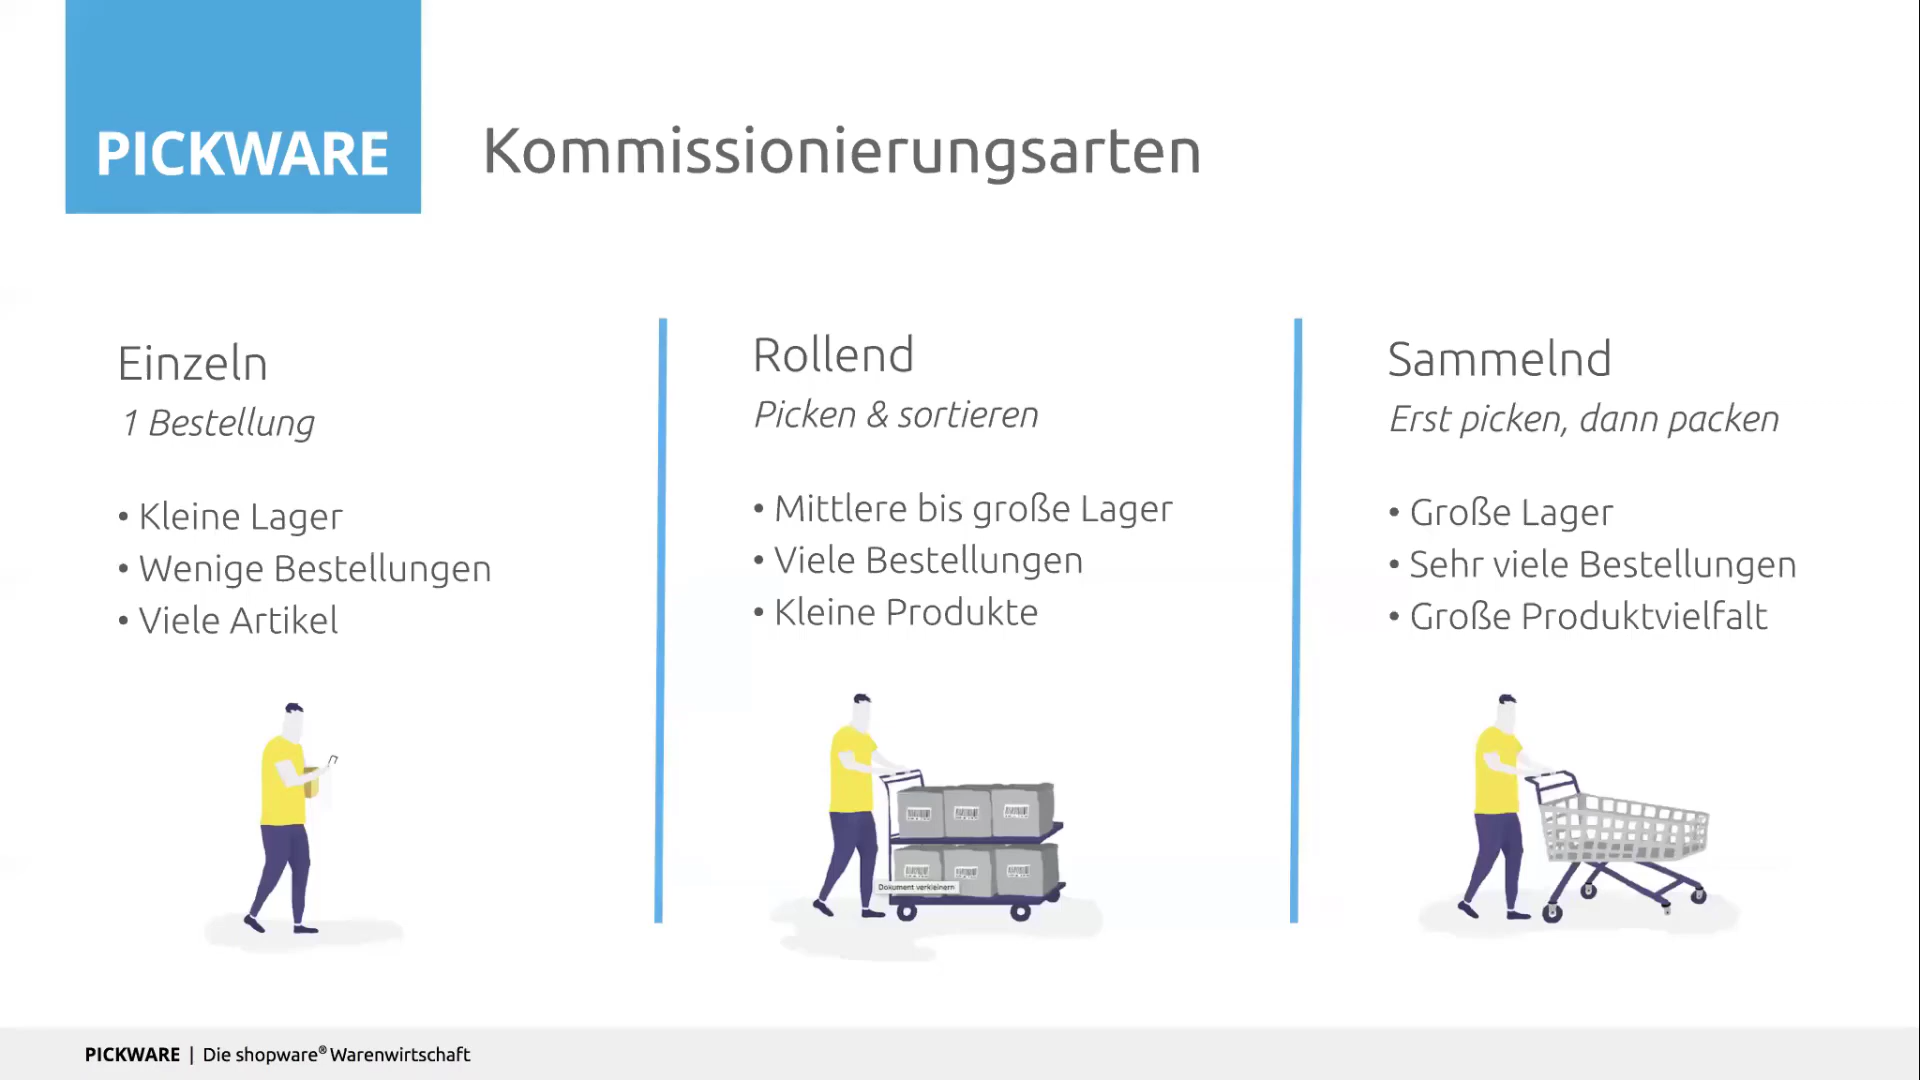 PICKWARE
Kommissionierungsarten
Einzeln
1 Bestellung
• Kleine Lager
• Wenige Bestellungen
• Viele Artikel
Rollend
Picken & sortieren
• Mittlere bis große Lager
• Viele Bestellungen
• Kleine Produkte
Dokument verkleinern
Sammelnd
Erst picken, dann packen
• Große Lager
• Sehr viele Bestellungen
• Große Produktvielfalt
PICKWARE | Die shopware® Warenwirtschaft